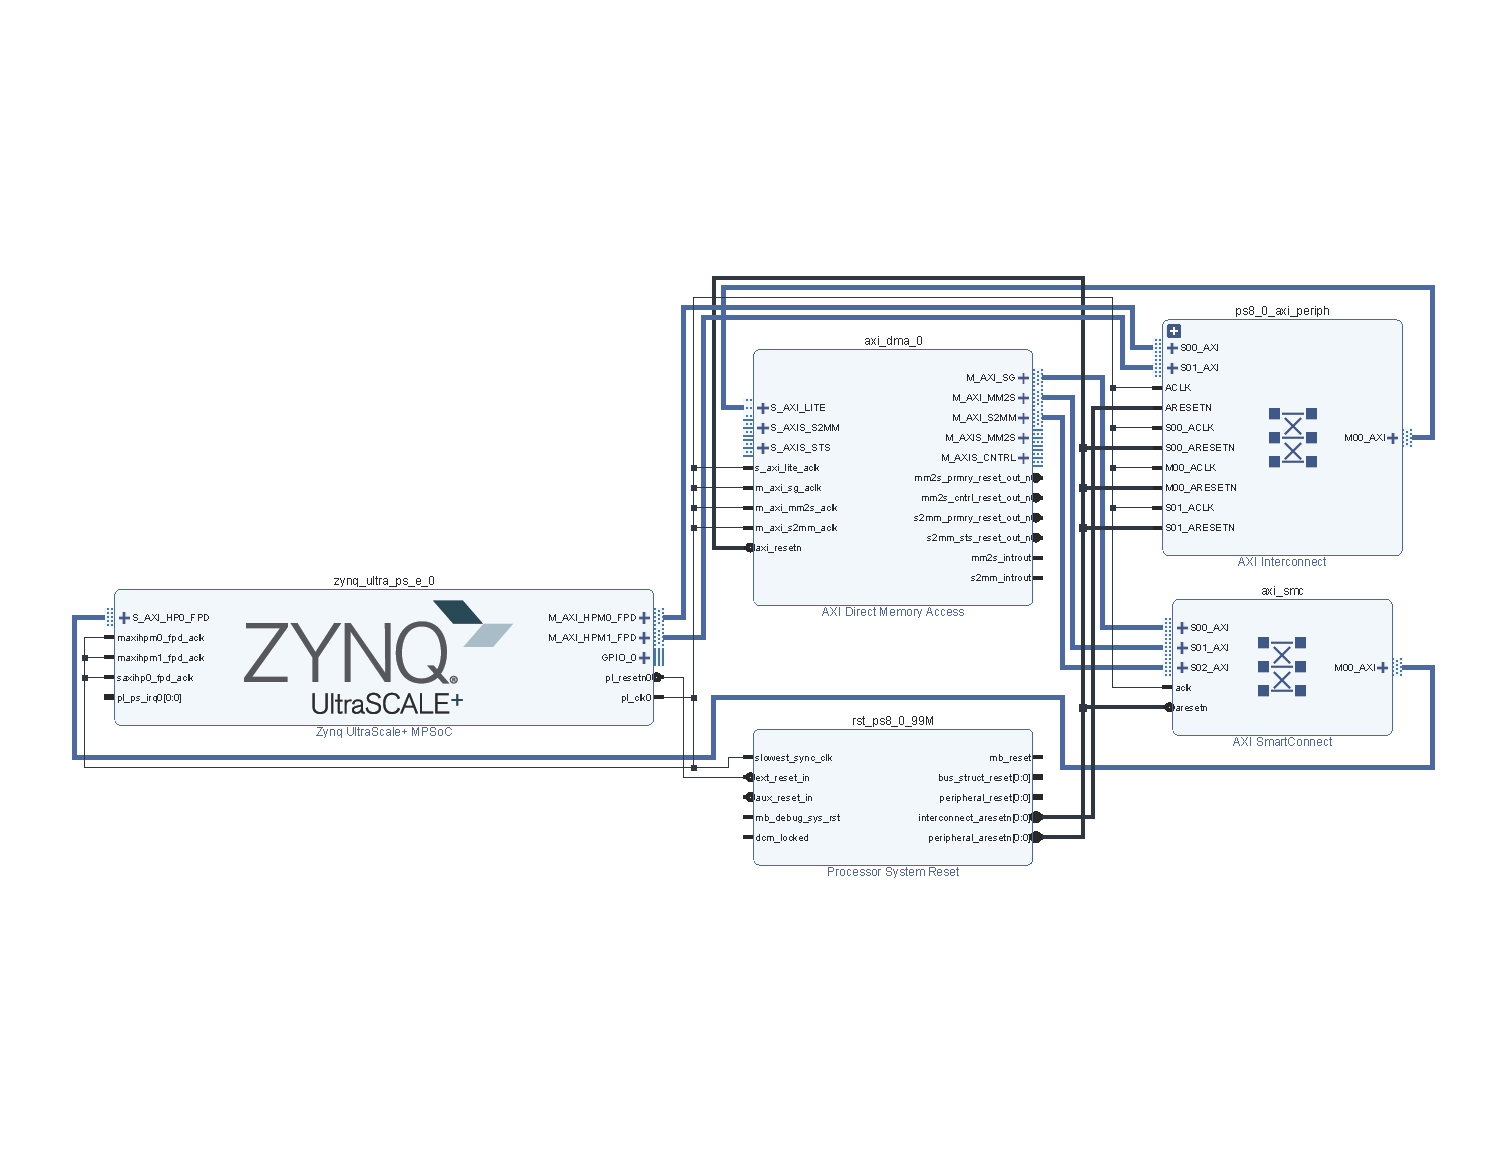 ps8_0_axi_periph
S00_AXI
S01_AXI
ACLK
ARESETN
S00_ACLK
S00_ARESETN
M00_ACLK
M00_ARESETN
S01_ACLK
S01_ARESETN
M00_AXI
AXI Interconnect
axi_dma_0
S_AXI_LITE
S_AXIS_S2MM
S_AXIS_STS
s_axi_lite_aclk
m_axi_sg_aclk
m_axi_mm2s_aclk
m_axi_s2mm_aclk
axi_resetn
M_AXI_SG
M_AXI_MM2S
M_AXI_S2MM
M_AXIS_MM2S
M_AXIS_CNTRL
mm2s_prmry_reset_out_n
mm2s_cntrl_reset_out_n
s2mm_prmry_reset_out_n
s2mm_sts_reset_out_n
mm2s_introut
s2mm_introut
AXI Direct Memory Access
zynq_ultra_ps_e_0
S_AXI_HP0_FPD
maxihpm0_fpd_aclk
maxihpm1_fpd_aclk
saxihp0_fpd_aclk
pl_ps_irq0[0:0]
ZYNQ®
UltraSCALE+
M_AXI_HPM0_FPD
M_AXI_HPM1_FPD
GPIO_0
pl_resetn0
pl_clk0
Zynq UltraScale+ MPSoC
axi_smc
S00_AXI
S01_AXI
S02_AXI
aclk
aresetn
M00_AXI
AXI SmartConnect
rst_ps8_0_99M
slowest_sync_clk
ext_reset_in
aux_reset_in
mb_debug_sys_rst
dcm_locked
mb_reset
bus_struct_reset[0:0]
peripheral_reset[0:0]
interconnect_aresetn[0:0]
peripheral_aresetn[0:0]
Processor System Reset